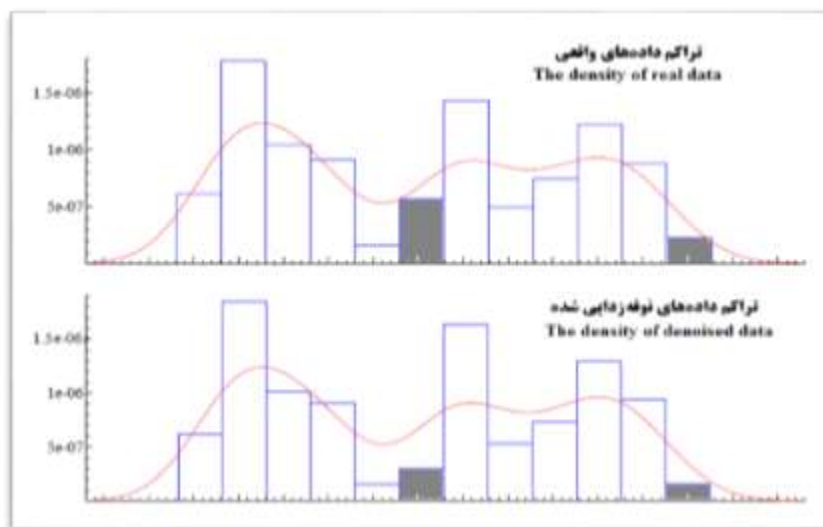 تراکم داده‌های واقعی
The density of real data
1.5e-06
1e-06
5e-07
تراکم داده‌های نوفه‌زدایی شده
The density of denoised data
1.5e-06
1e-06
5e-07